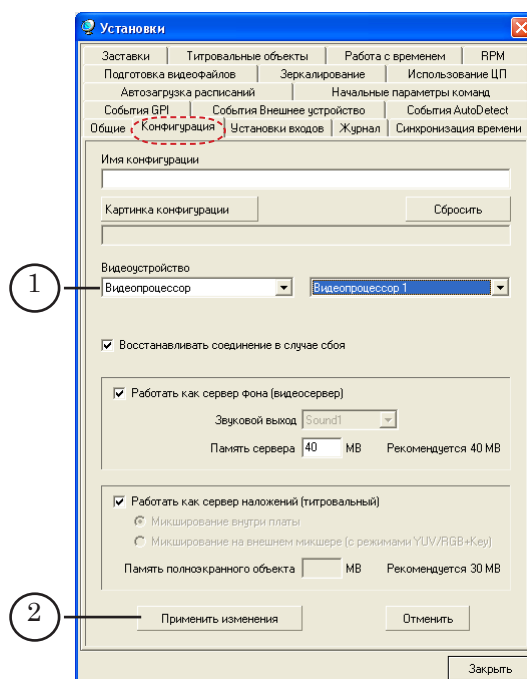 Установки
Заставки Титровальные объекты Работа с временем RPM
Подготовка видеофайлов Зеркалирование Использование ЦП
Автозагрузка расписаний Начальные параметры команд
События GPI События Внешнее устройство События AutoDetect
Общие Конфигурация Установки входов Журнал Синхронизация времени
Имя конфигурации
Картинка конфигурации Сбросить
Видеоустройство
1 Видеопроцессор Видеопроцессор 1
Восстанавливать соединение в случае сбоя
Работать как сервер фона (видеосервер)
Звуковой выход Sound1
Память сервера 40 MB Рекомендуется 40 MB
Работать как сервер наложений (титровальный)
Микширование внутри платы
Микширование на внешнем микшере (с режимами YUV/RGB+Key)
Память полноэкранного объекта MB Рекомендуется 30 MB
2 Применить изменения Отменить
Закрыть